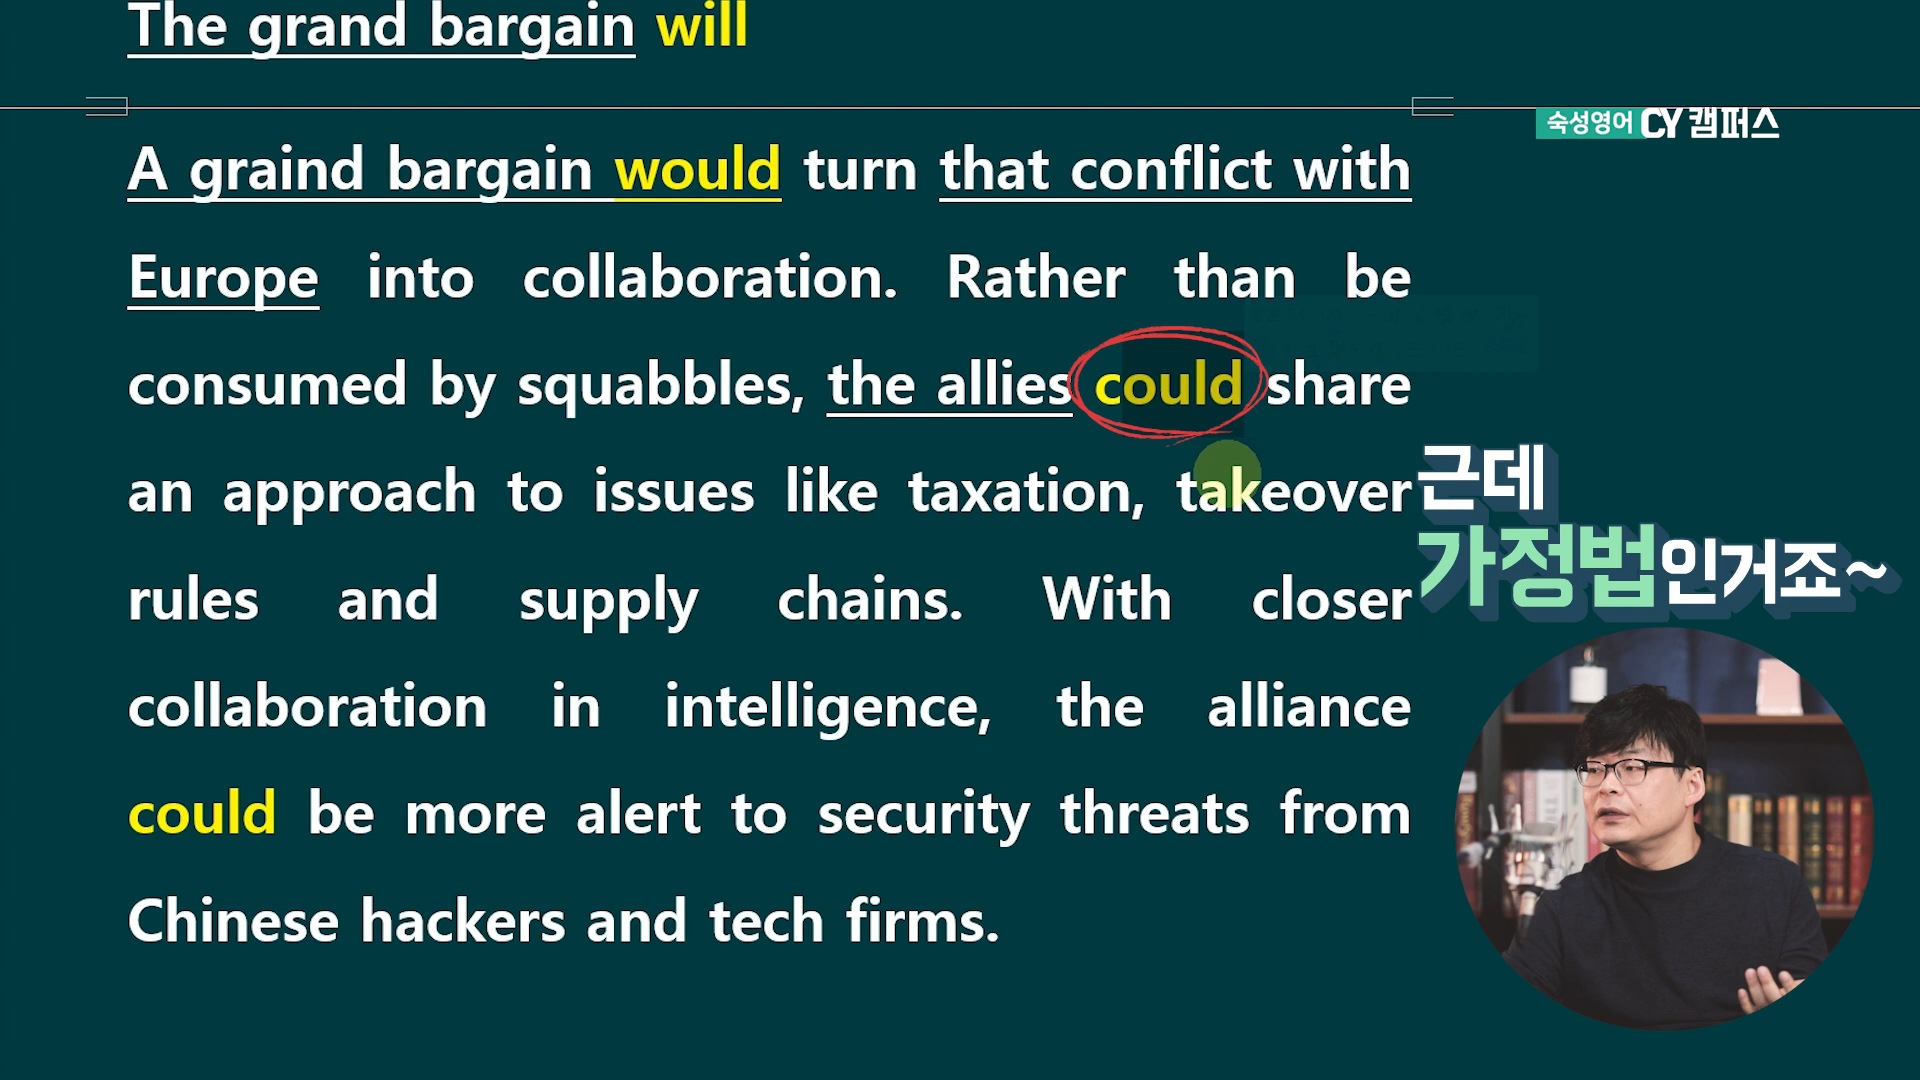 The grand bargain will
숙성영어 CY캠퍼스
A graind bargain would turn that conflict with
Europe into collaboration. Rather than be
consumed by squabbles, the allies could share
an approach to issues like taxation, takeover
rules and supply chains. With closer
collaboration in intelligence, the alliance
could be more alert to security threats from
Chinese hackers and tech firms.
근데
가정법인거죠~